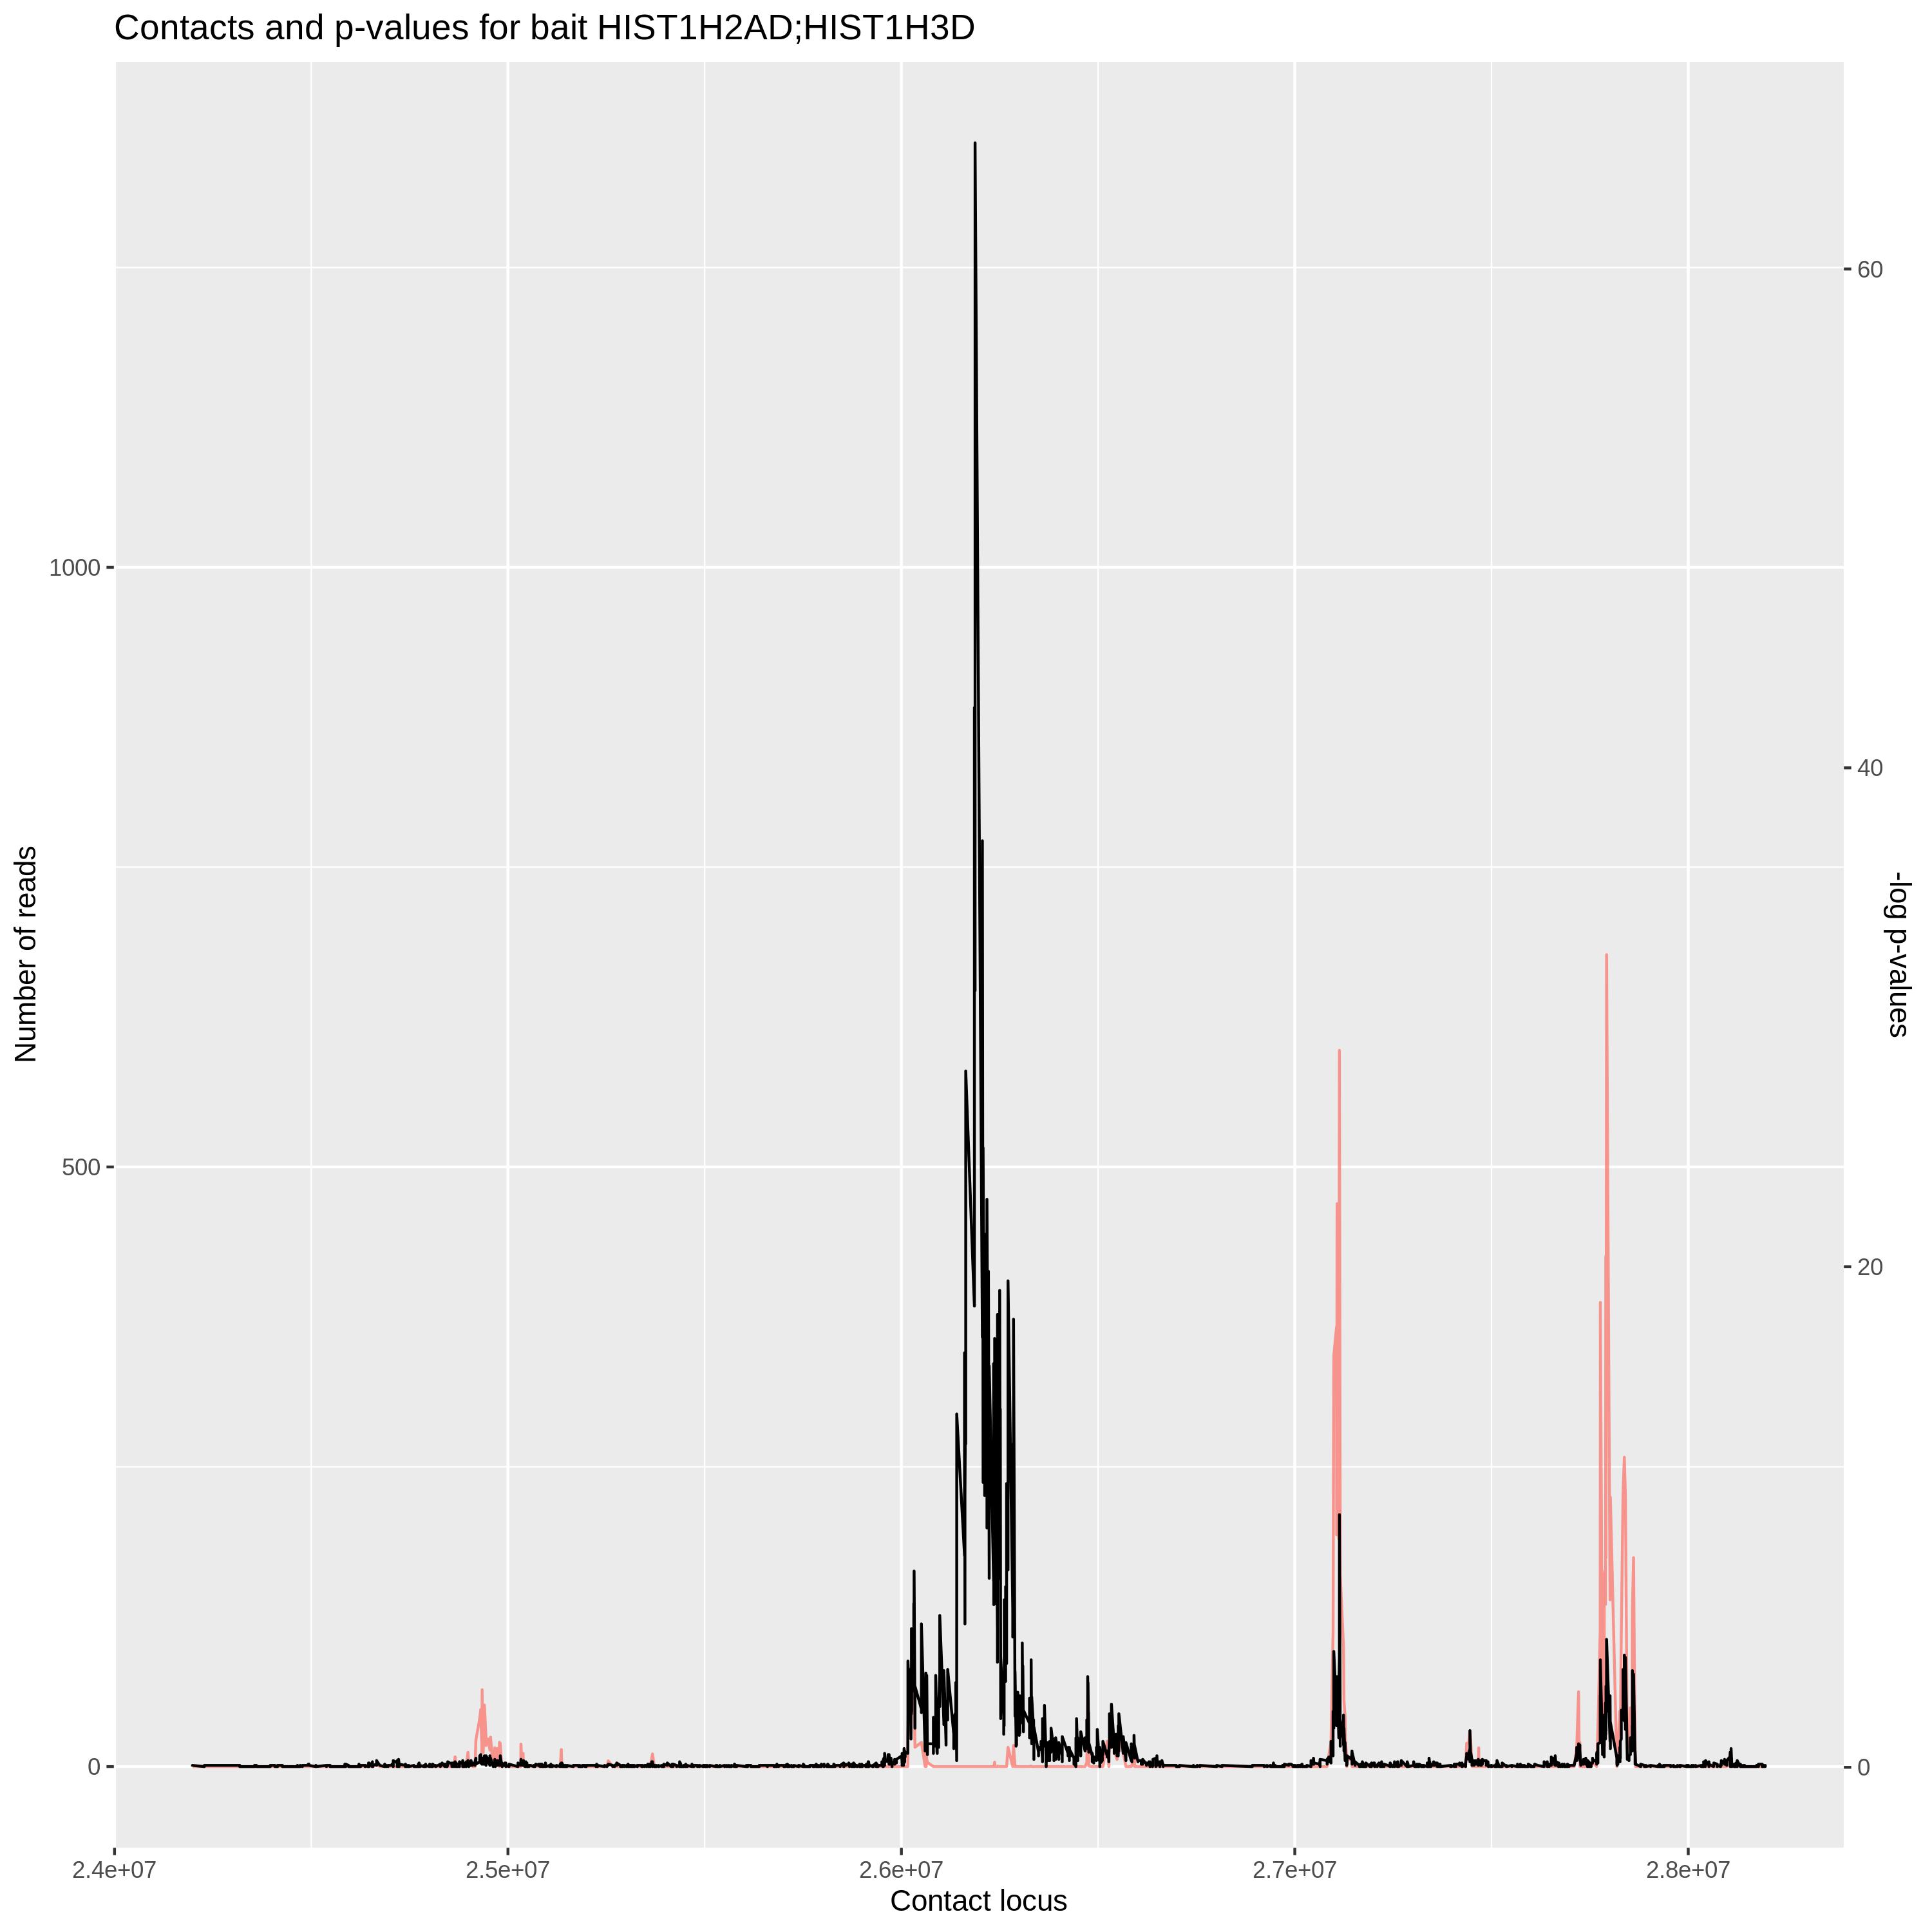 Contacts and p-values for bait HIST1H2AD;HIST1H3D
Number of reads
1000
500
0
60
40
20
0
-log p-values
2.4e+07
2.5e+07
2.6e+07
2.7e+07
2.8e+07
Contact locus